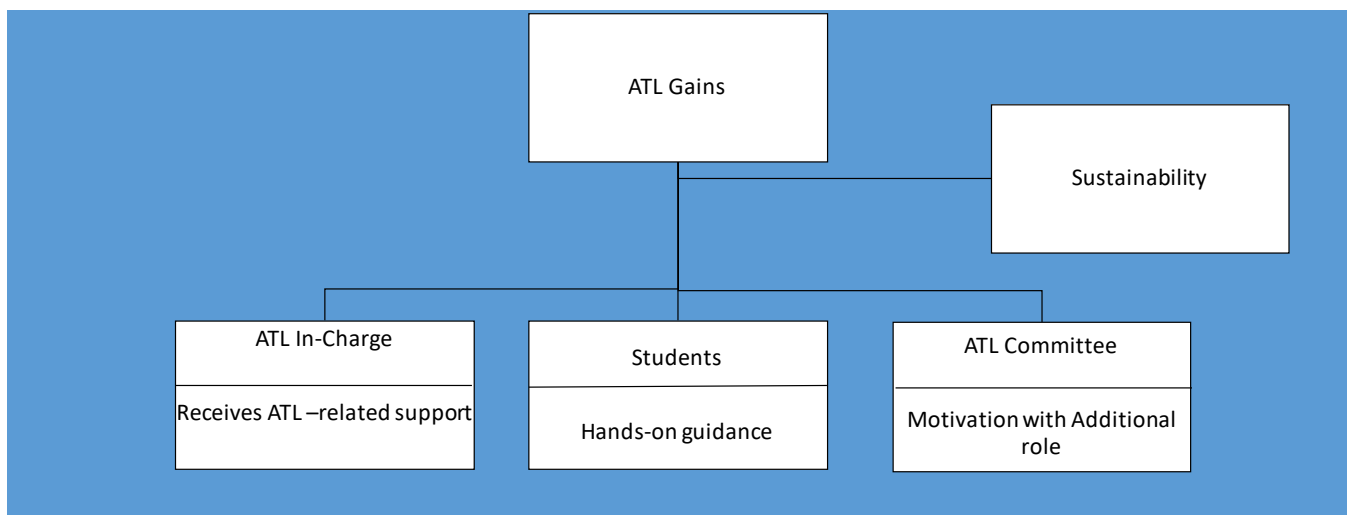 ATL Gains
Sustainability
ATL In-Charge
Receives ATL –related support
Students
Hands-on guidance
ATL Committee
Motivation with Additional
role